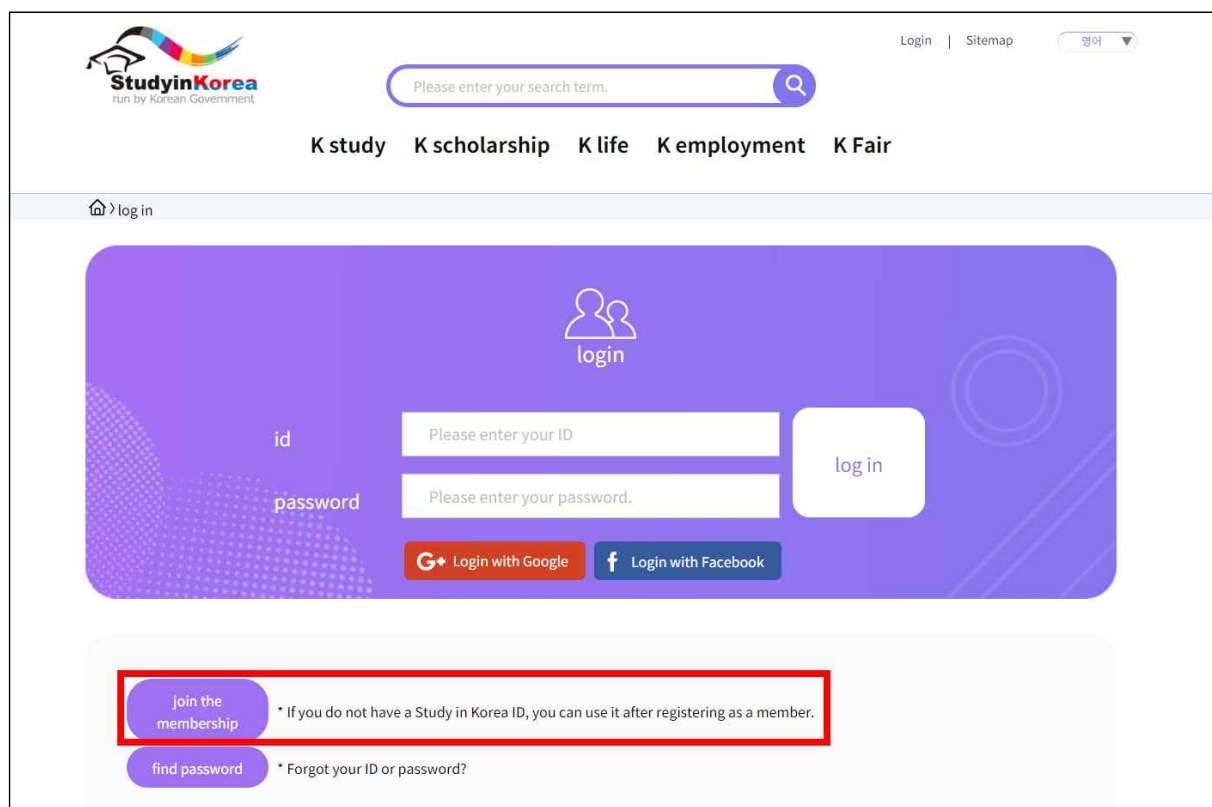 Login | Sitemap 영어 ▼
StudyinKorea
run by Korean Government
Please enter your search term.
K study K scholarship K life K employment K Fair
log in
login
id Please enter your ID
log in
password Please enter your password.
G+ Login with Google f Login with Facebook
join the
membership
* If you do not have a Study in Korea ID, you can use it after registering as a member.
find password * Forgot your ID or password?